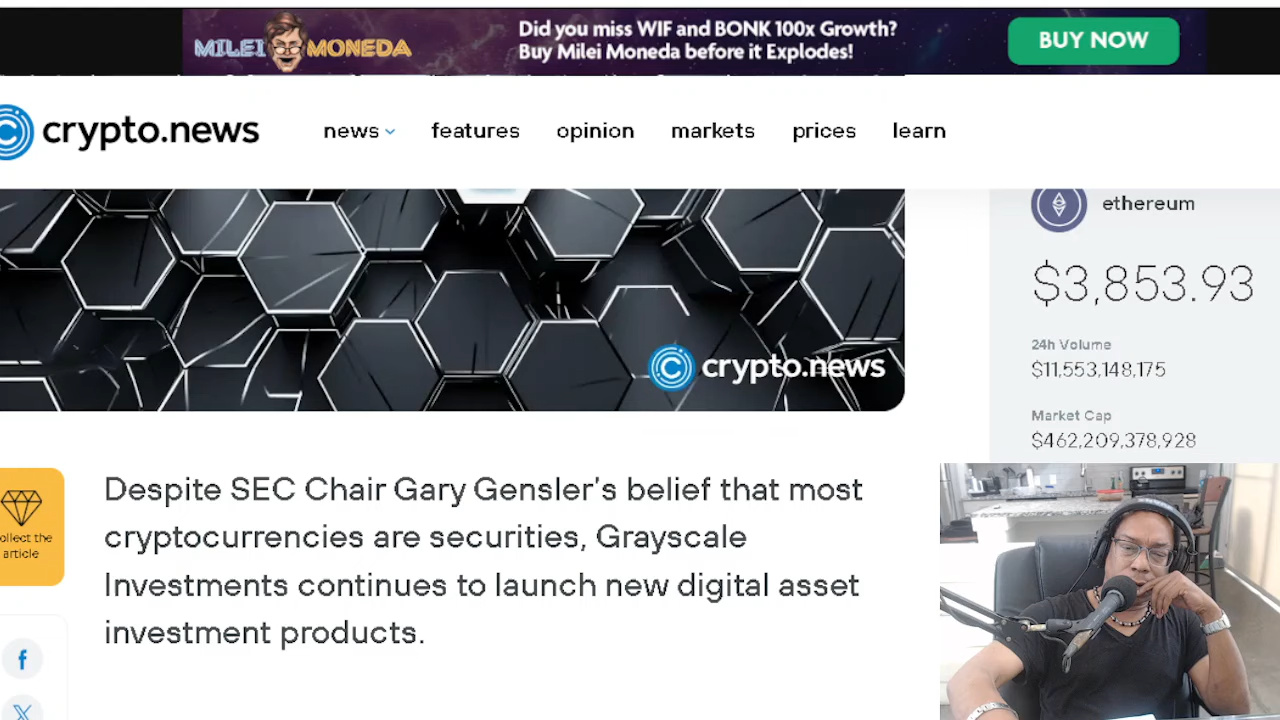 MILEI MONEDA
Did you miss WIF and BONK 100x Growth?
Buy Milei Moneda before it Explodes!
BUY NOW
crypto.news
news
features
opinion
markets
prices
learn
ethereum
$3,853.93
24h Volume
$11,553,148,175
Market Cap
$462,209,378,928
crypto.news
ollect the
article
Despite SEC Chair Gary Gensler's belief that most
cryptocurrencies are securities, Grayscale
Investments continues to launch new digital asset
investment products.